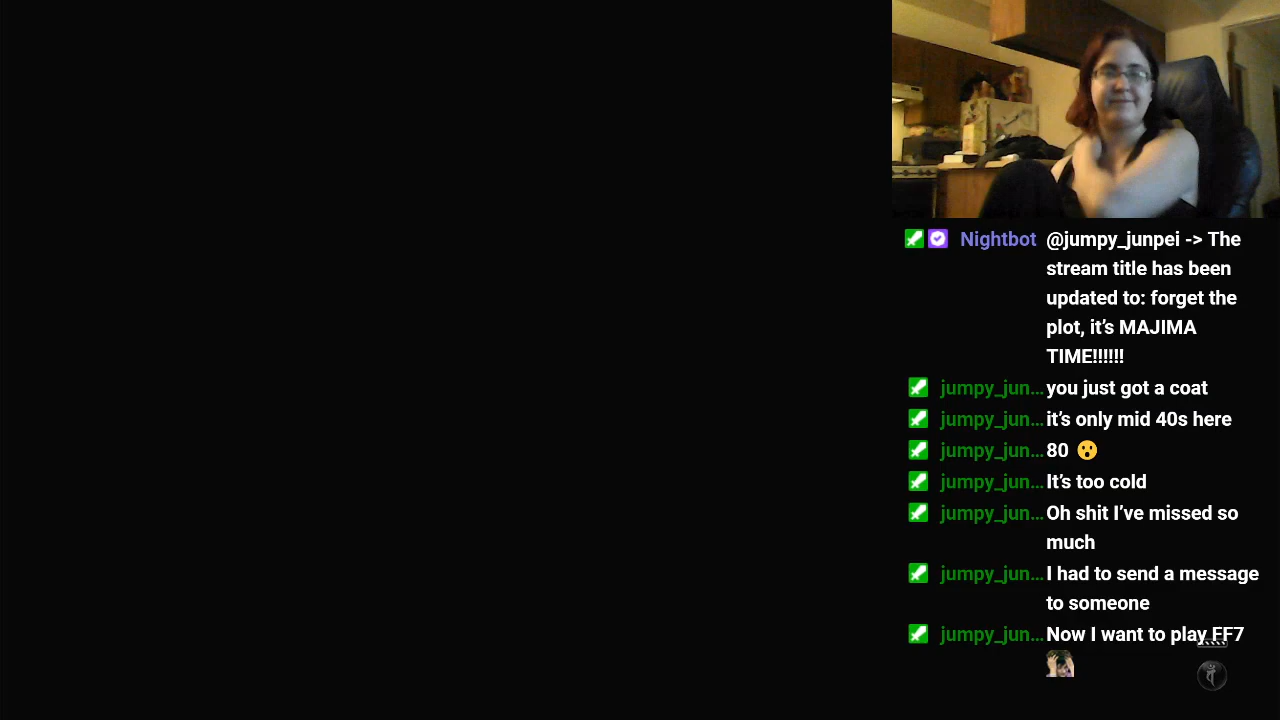 Nightbot @jumpy_junpei -> The
stream title has been
updated to: forget the
plot, it's MAJIMA
TIME!!!!!!
jumpy_jun... you just got a coat
jumpy_jun... it's only mid 40s here
jumpy_jun... 80 😮
jumpy_jun... It's too cold
jumpy_jun... Oh shit I've missed so
much
jumpy_jun... I had to send a message
to someone
jumpy_jun... Now I want to play FF7